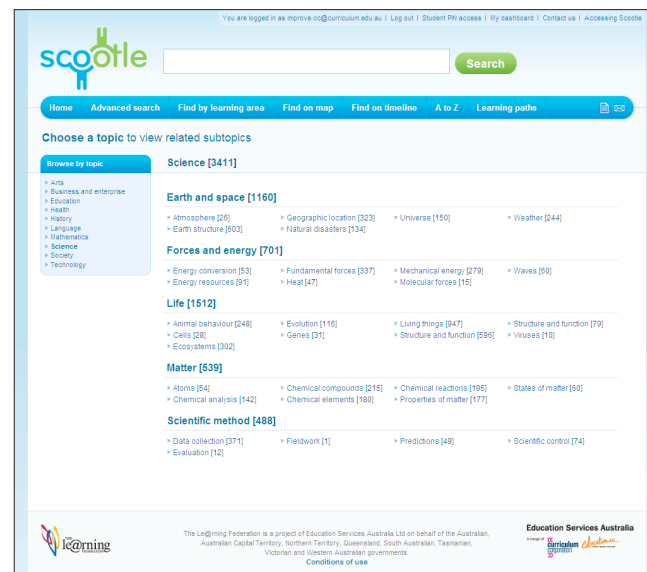 You are logged in as improve.cc@curriculum.edu.au | Log out | Student PIN access | My dashboard | Contact us | Accessing Scootle
scootle
Search
Home Advanced search Find by learning area Find on map Find on timeline A to Z Learning paths
Choose a topic to view related subtopics
Browse by topic
» Arts
» Business and enterprise
» Education
» Health
» History
» Language
» Mathematics
» Science
» Society
» Technology
Science [3411]
Earth and space [1160]
» Atmosphere [26] » Geographic location [323] » Universe [150] » Weather [244]
» Earth structure [603] » Natural disasters [134]
Forces and energy [701]
» Energy conversion [53] » Fundamental forces [337] » Mechanical energy [279] » Waves [60]
» Energy resources [91] » Heat [47] » Molecular forces [15]
Life [1512]
» Animal behaviour [248] » Evolution [116] » Living things [947] » Structure and function [79]
» Cells [28] » Genes [31] » Structure and function [596] » Viruses [10]
» Ecosystems [302]
Matter [539]
» Atoms [54] » Chemical compounds [215] » Chemical reactions [195] » States of matter [60]
» Chemical analysis [142] » Chemical elements [180] » Properties of matter [177]
Scientific method [488]
» Data collection [371] » Fieldwork [1] » Predictions [49] » Scientific control [74]
» Evaluation [12]
THE
le@rning
FEDERATION
The Le@rning Federation is a project of Education Services Australia Ltd on behalf of the Australian,
Australian Capital Territory, Northern Territory, Queensland, South Australian, Tasmanian,
Victorian and Western Australian governments.
Conditions of use
Education Services Australia
curriculum
corporation